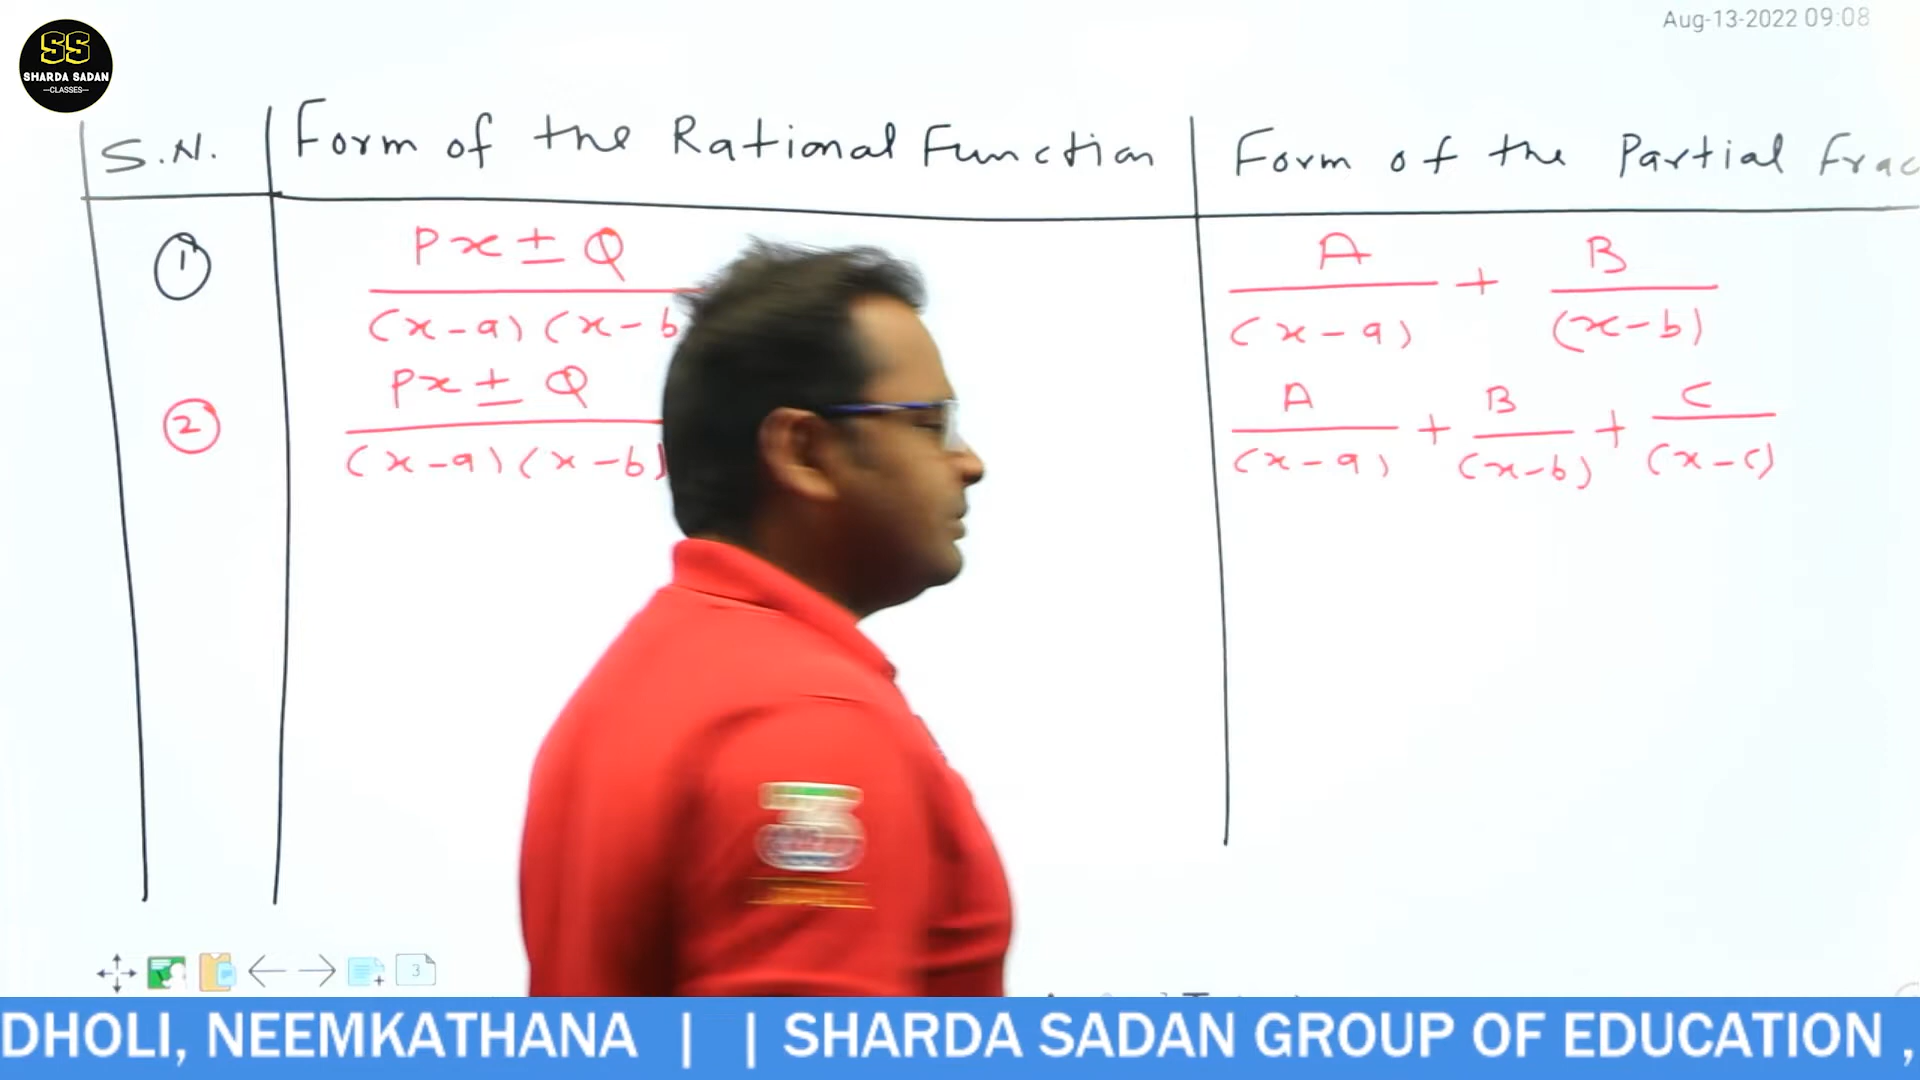 Aug-13-2022 09:08
SS
SHARDA SADAN
—CLASSES—
S.N. Form of the Rational Function Form of the Partial Frac
① Px ± Q A + B
(x-a) (x-b (x-a) (x-b)
② Px ± Q A + B + C
(x-a) (x-b) (x-a) (x-b) (x-c)
3
DHOLI, NEEMKATHANA | | SHARDA SADAN GROUP OF EDUCATION ,